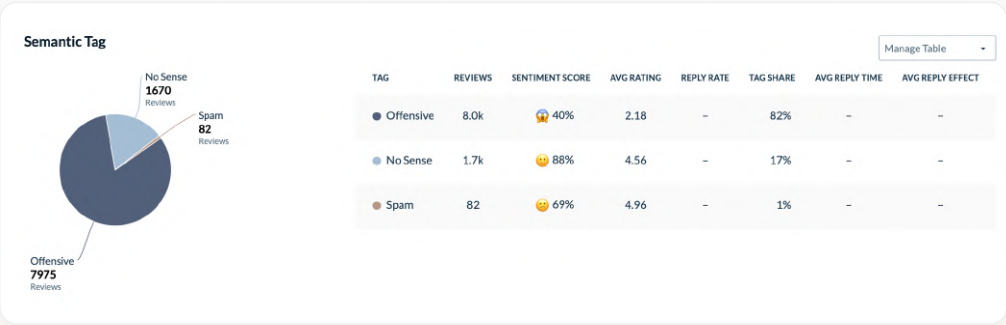 Semantic Tag
Manage Table
No Sense
1670
Reviews
Spam
82
Reviews
Offensive
7975
Reviews
TAG REVIEWS SENTIMENT SCORE AVG RATING REPLY RATE TAG SHARE AVG REPLY TIME AVG REPLY EFFECT
Offensive 8.0k 😱 40% 2.18 – 82% – –
No Sense 1.7k 😐 88% 4.56 – 17% – –
Spam 82 😕 69% 4.96 – 1% – –